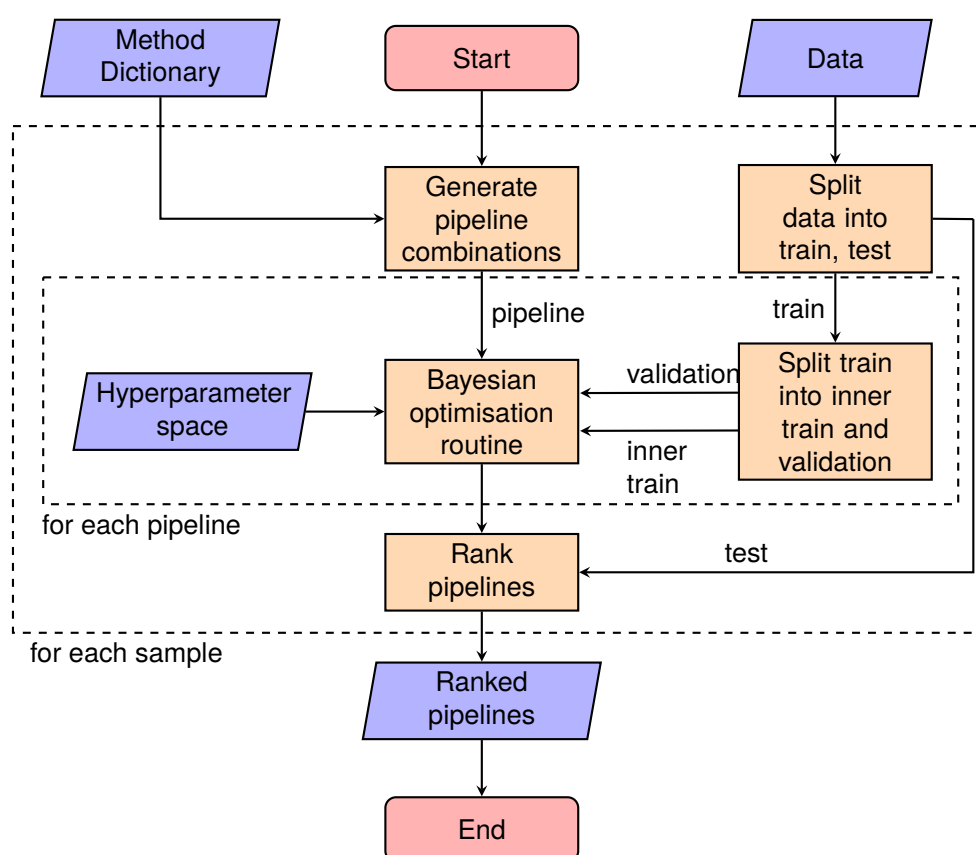 Method
Dictionary
Start
Data
Generate
pipeline
combinations
Split
data into
train, test
pipeline
train
Hyperparameter
space
Bayesian
optimisation
routine
validation
inner
train
Split train
into inner
train and
validation
for each pipeline
Rank
pipelines
test
for each sample
Ranked
pipelines
End